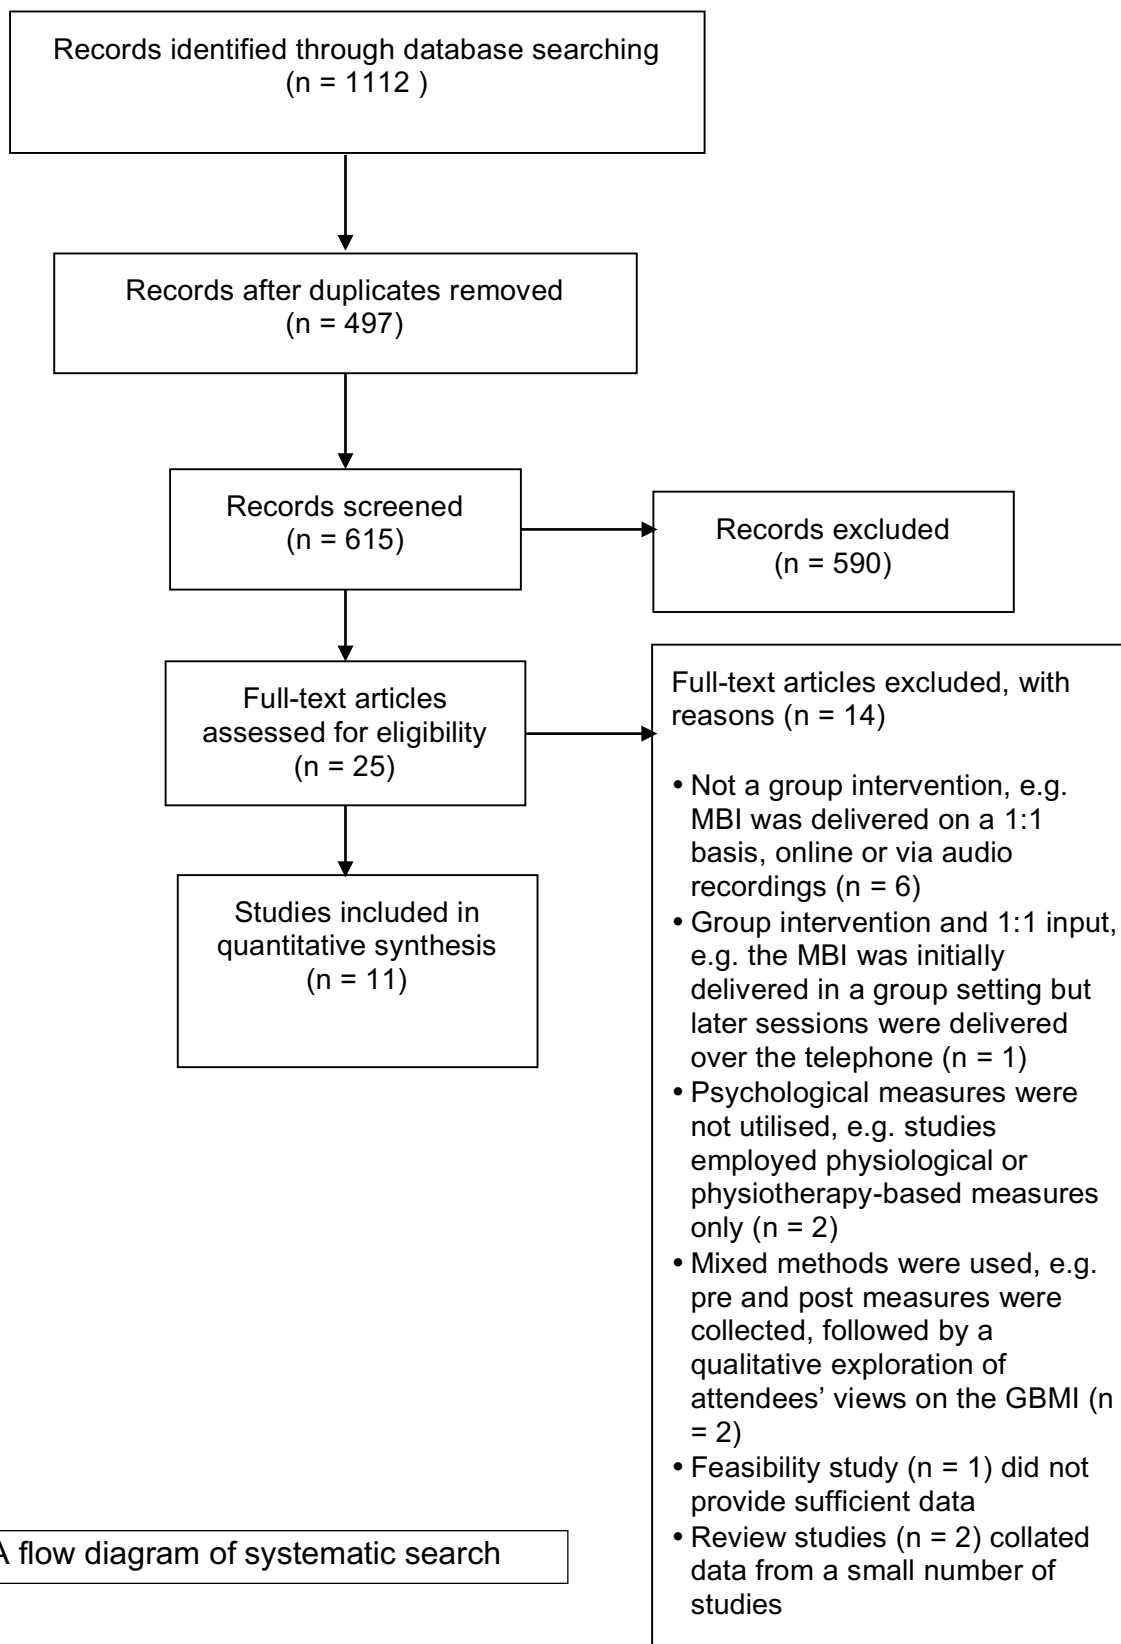 Records identified through database searching
(n = 1112 )
Records after duplicates removed
(n = 497)
Records screened
(n = 615)
Records excluded
(n = 590)
Full-text articles
assessed for eligibility
(n = 25)
Full-text articles excluded, with
reasons (n = 14)
• Not a group intervention, e.g.
MBI was delivered on a 1:1
basis, online or via audio
recordings (n = 6)
• Group intervention and 1:1 input,
e.g. the MBI was initially
delivered in a group setting but
later sessions were delivered
over the telephone (n = 1)
• Psychological measures were
not utilised, e.g. studies
employed physiological or
physiotherapy-based measures
only (n = 2)
• Mixed methods were used, e.g.
pre and post measures were
collected, followed by a
qualitative exploration of
attendees’ views on the GBMI (n
= 2)
• Feasibility study (n = 1) did not
provide sufficient data
• Review studies (n = 2) collated
data from a small number of
studies
Studies included in
quantitative synthesis
(n = 11)
A flow diagram of systematic search